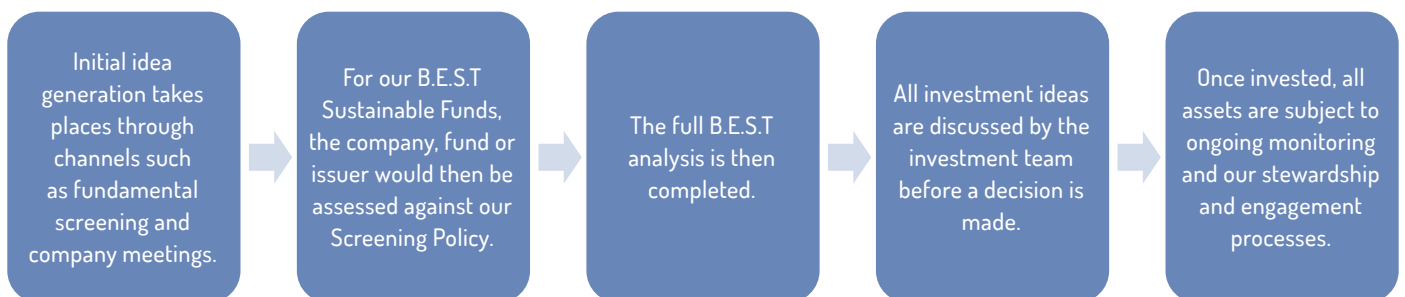 Initial idea
generation takes
places through
channels such
as fundamental
screening and
company meetings.
For our B.E.S.T
Sustainable Funds,
the company, fund or
issuer would then be
assessed against our
Screening Policy.
The full B.E.S.T
analysis is then
completed.
All investment ideas
are discussed by the
investment team
before a decision is
made.
Once invested, all
assets are subject to
ongoing monitoring
and our stewardship
and engagement
processes.